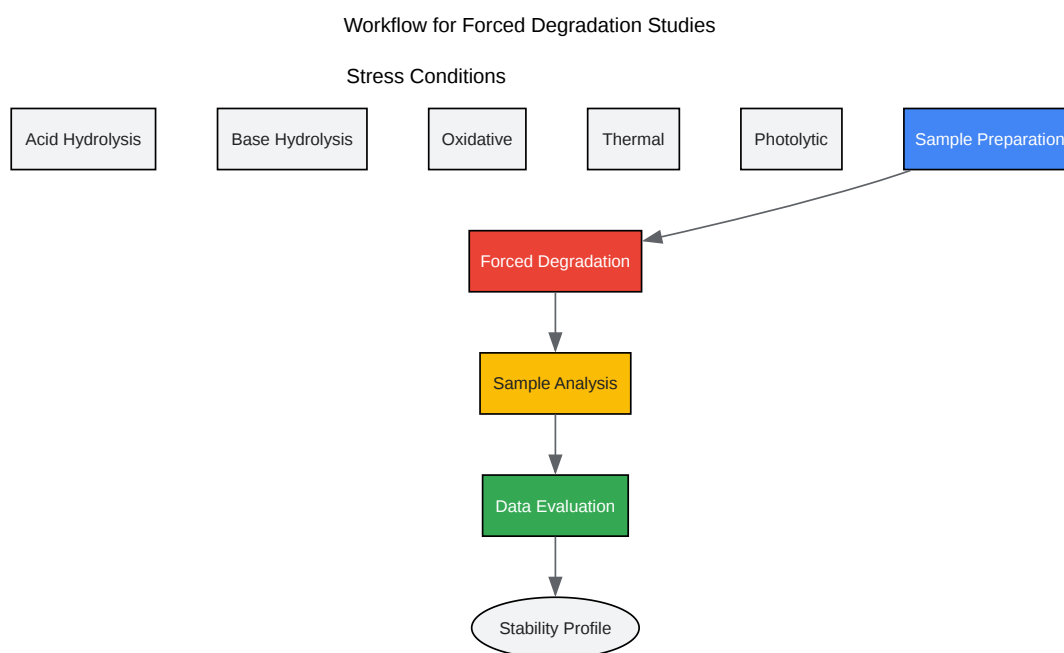 Workflow for Forced Degradation Studies
Stress Conditions
Acid Hydrolysis
Base Hydrolysis
Oxidative
Thermal
Photolytic
Sample Preparation
Forced Degradation
Sample Analysis
Data Evaluation
Stability Profile